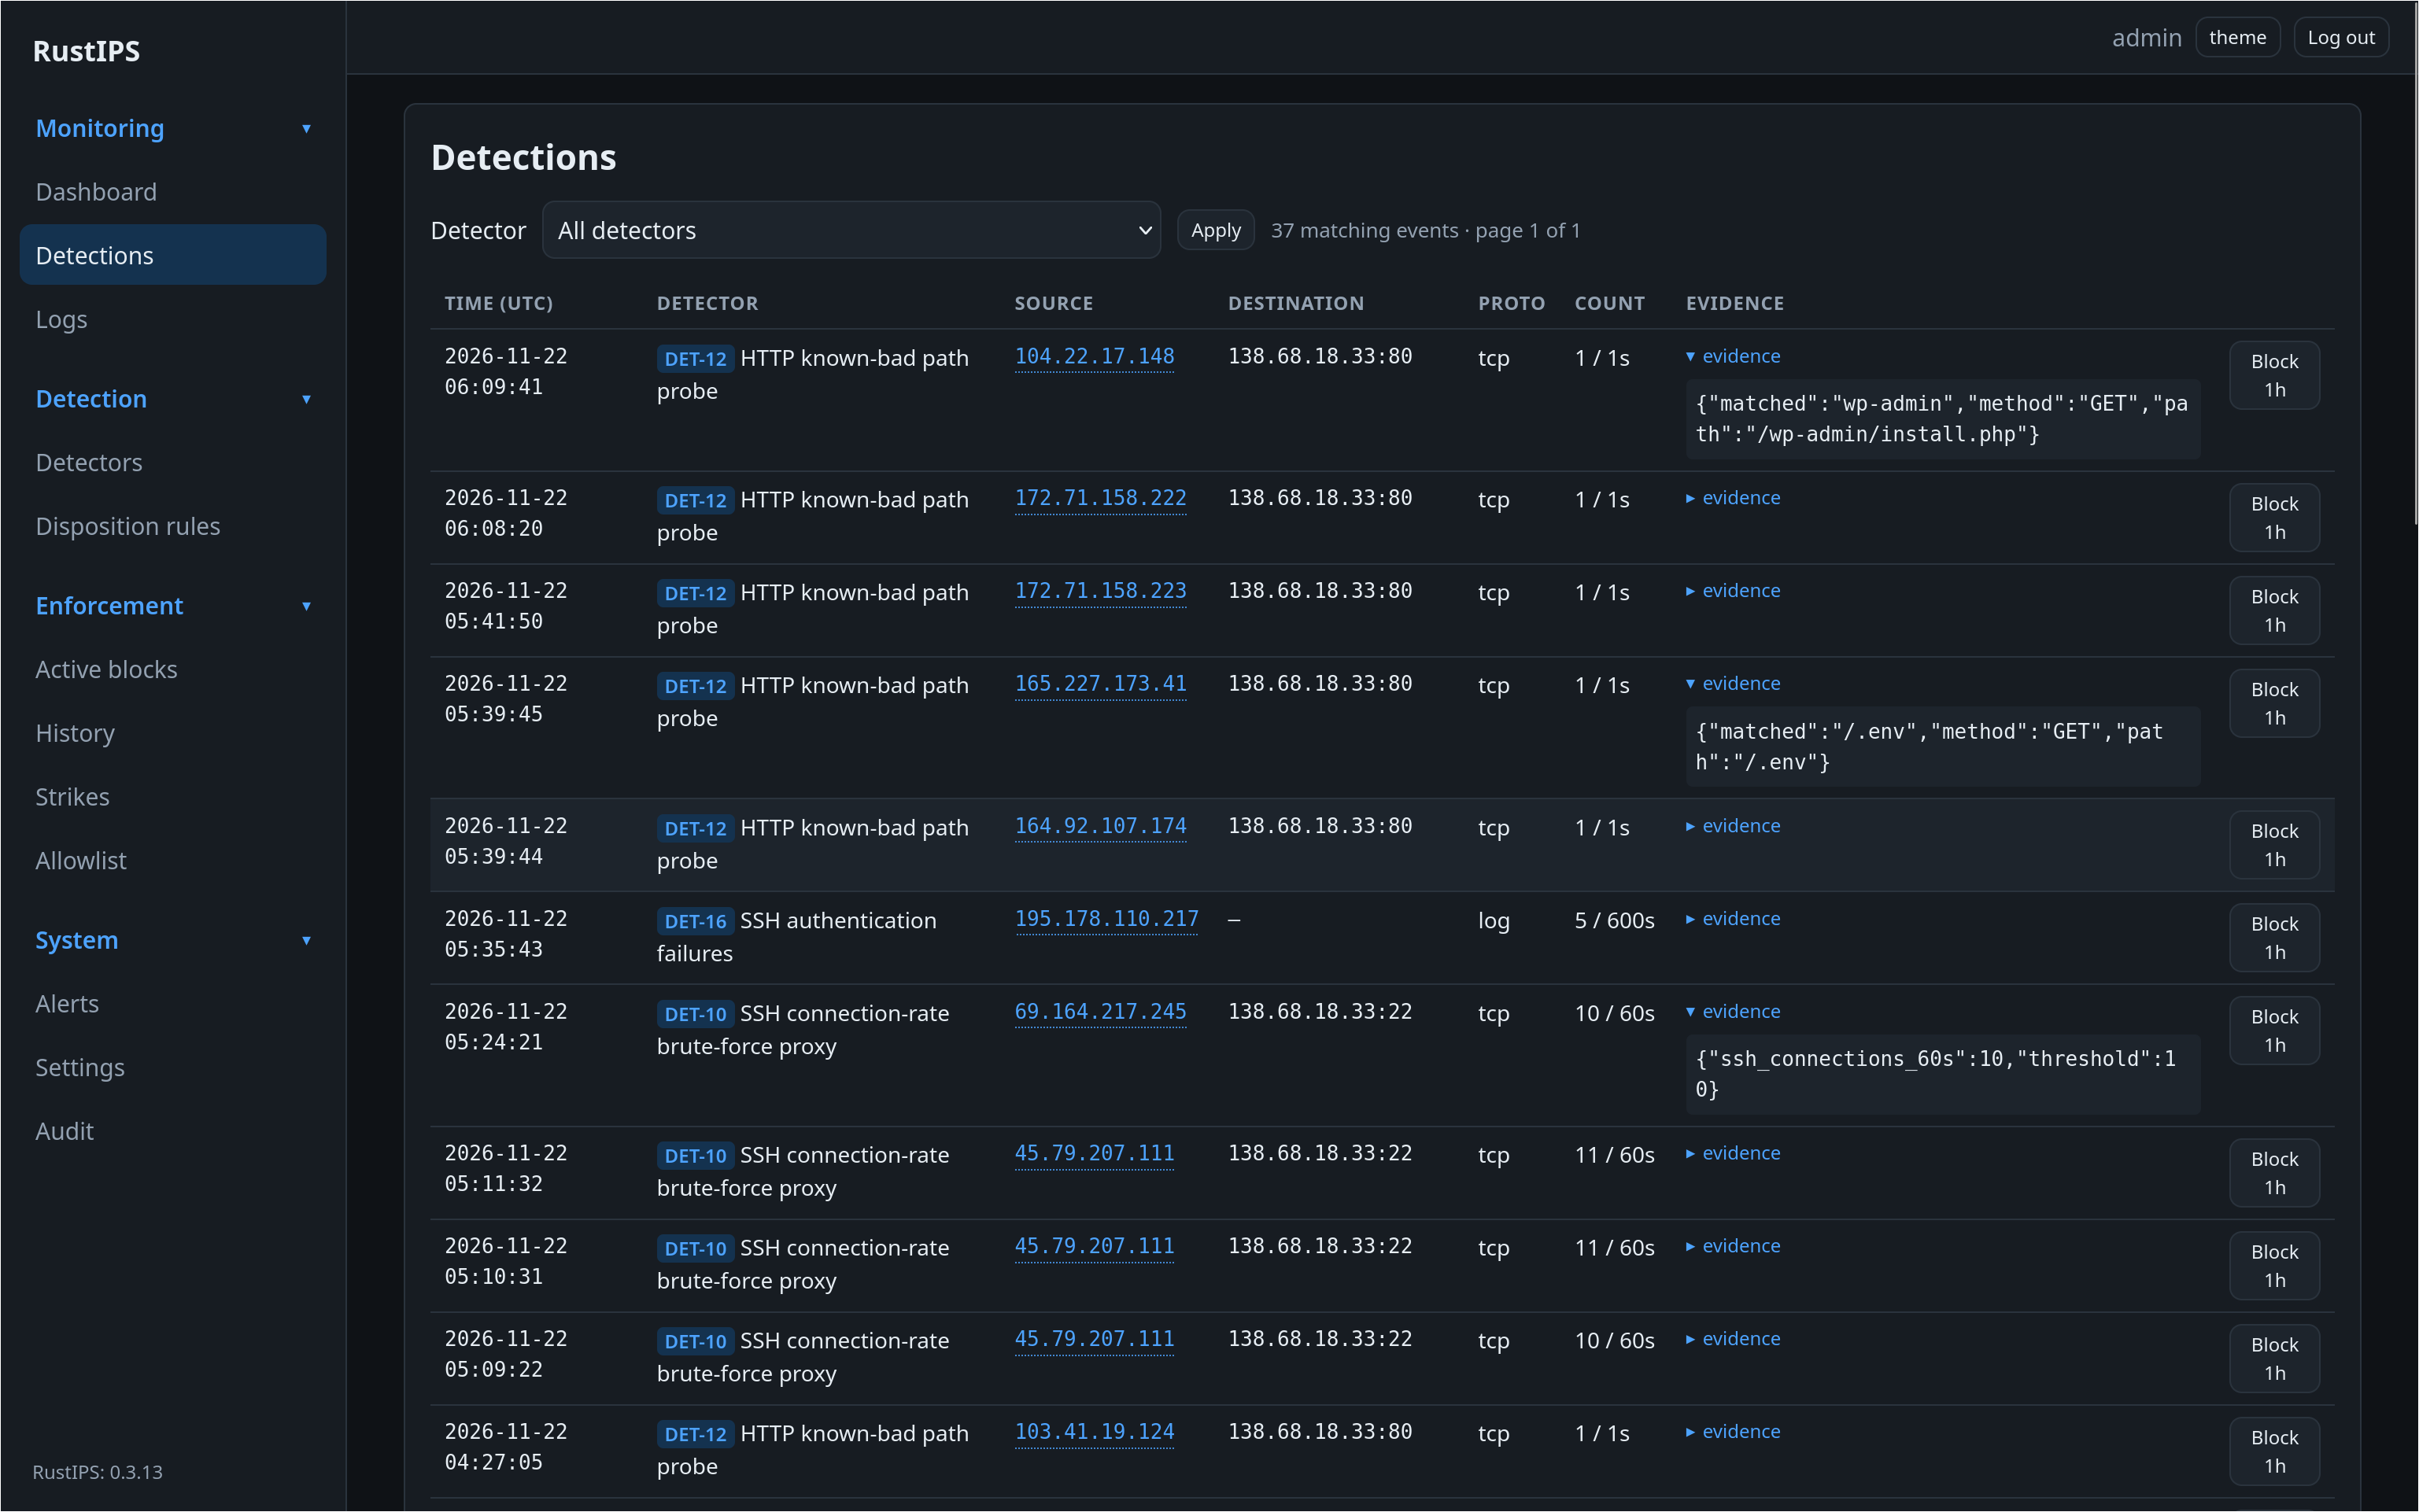 RustIPS
admin theme Log out
Monitoring ▾
Dashboard
Detections
Logs
Detection ▾
Detectors
Disposition rules
Enforcement ▾
Active blocks
History
Strikes
Allowlist
System ▾
Alerts
Settings
Audit
RustIPS: 0.3.13
Detections
Detector All detectors Apply 37 matching events · page 1 of 1
TIME (UTC) DETECTOR SOURCE DESTINATION PROTO COUNT EVIDENCE
2026-11-22 DET-12 HTTP known-bad path 104.22.17.148 138.68.18.33:80 tcp 1 / 1s ▾ evidence Block
06:09:41 probe 1h
{"matched":"wp-admin","method":"GET","pa
th":"/wp-admin/install.php"}
2026-11-22 DET-12 HTTP known-bad path 172.71.158.222 138.68.18.33:80 tcp 1 / 1s ▸ evidence Block
06:08:20 probe 1h
2026-11-22 DET-12 HTTP known-bad path 172.71.158.223 138.68.18.33:80 tcp 1 / 1s ▸ evidence Block
05:41:50 probe 1h
2026-11-22 DET-12 HTTP known-bad path 165.227.173.41 138.68.18.33:80 tcp 1 / 1s ▾ evidence Block
05:39:45 probe 1h
{"matched":"/.env","method":"GET","pat
h":"/.env"}
2026-11-22 DET-12 HTTP known-bad path 164.92.107.174 138.68.18.33:80 tcp 1 / 1s ▸ evidence Block
05:39:44 probe 1h
2026-11-22 DET-16 SSH authentication 195.178.110.217 — log 5 / 600s ▸ evidence Block
05:35:43 failures 1h
2026-11-22 DET-10 SSH connection-rate 69.164.217.245 138.68.18.33:22 tcp 10 / 60s ▾ evidence Block
05:24:21 brute-force proxy 1h
{"ssh_connections_60s":10,"threshold":1
0}
2026-11-22 DET-10 SSH connection-rate 45.79.207.111 138.68.18.33:22 tcp 11 / 60s ▸ evidence Block
05:11:32 brute-force proxy 1h
2026-11-22 DET-10 SSH connection-rate 45.79.207.111 138.68.18.33:22 tcp 11 / 60s ▸ evidence Block
05:10:31 brute-force proxy 1h
2026-11-22 DET-10 SSH connection-rate 45.79.207.111 138.68.18.33:22 tcp 10 / 60s ▸ evidence Block
05:09:22 brute-force proxy 1h
2026-11-22 DET-12 HTTP known-bad path 103.41.19.124 138.68.18.33:80 tcp 1 / 1s ▸ evidence Block
04:27:05 probe 1h